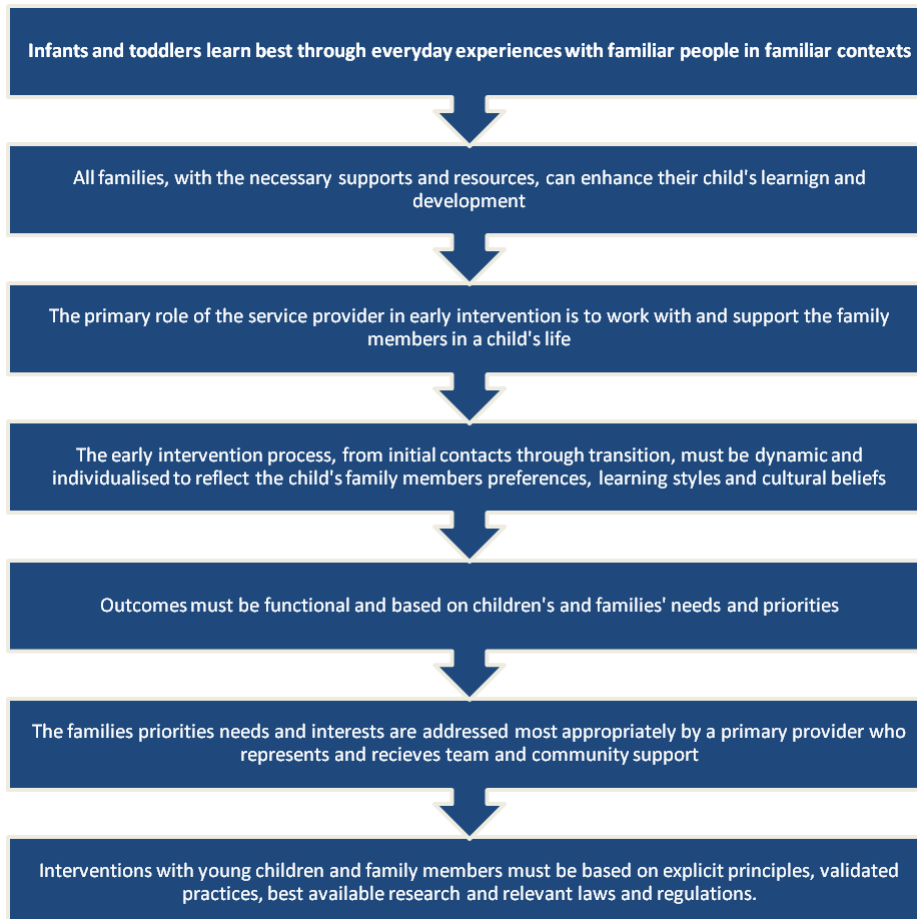 Infants and toddlers learn best through everyday experiences with familiar people in familiar contexts
All families, with the necessary supports and resources, can enhance their child's learnign and
development
The primary role of the service provider in early intervention is to work with and support the family
members in a child's life
The early intervention process, from initial contacts through transition, must be dynamic and
individualised to reflect the child's family members preferences, learning styles and cultural beliefs
Outcomes must be functional and based on children's and families' needs and priorities
The families priorities needs and interests are addressed most appropriately by a primary provider who
represents and recieves team and community support
Interventions with young children and family members must be based on explicit principles, validated
practices, best available research and relevant laws and regulations.